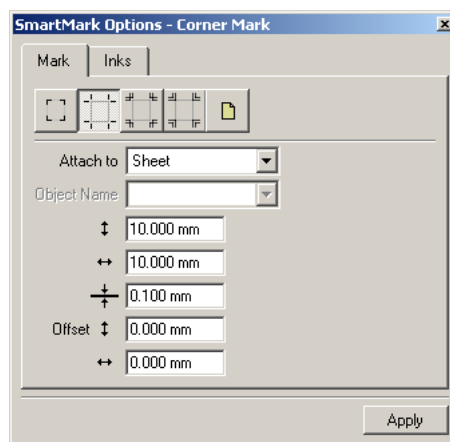 SmartMark Options - Corner Mark
Mark Inks
Attach to Sheet
Object Name
10.000 mm
10.000 mm
0.100 mm
Offset 0.000 mm
0.000 mm
Apply